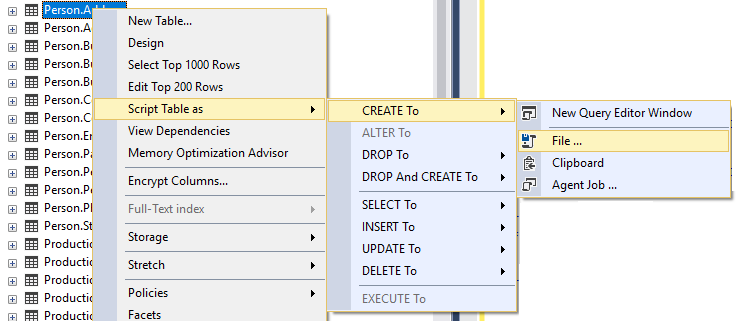 Person.
Person.A
Person.Bu
Person.Bu
Person.Bu
Person.C
Person.C
Person.En
Person.Pa
Person.Pe
Person.Po
Person.Pl
Person.St
Production
Production
Production
Production
Production
New Table...
Design
Select Top 1000 Rows
Edit Top 200 Rows
Script Table as
View Dependencies
Memory Optimization Advisor
Encrypt Columns...
Full-Text index
Storage
Stretch
Policies
Facets
CREATE To
ALTER To
DROP To
DROP And CREATE To
SELECT To
INSERT To
UPDATE To
DELETE To
EXECUTE To
New Query Editor Window
File ...
Clipboard
Agent Job ...